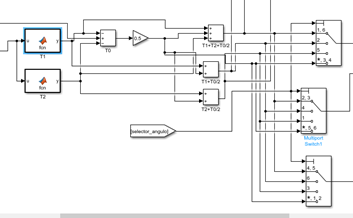 fcn
y
T1
fcn
y
T2
T0
0.5
T1+T2+T0/2
T1+T0/2
T2+T0/2
[selector_angulo]
1, 6
2
5
*, 3, 4
2, 3
4
1
*, 5, 6
Multiport
Switch1
4, 5
6
3
*, 1, 2